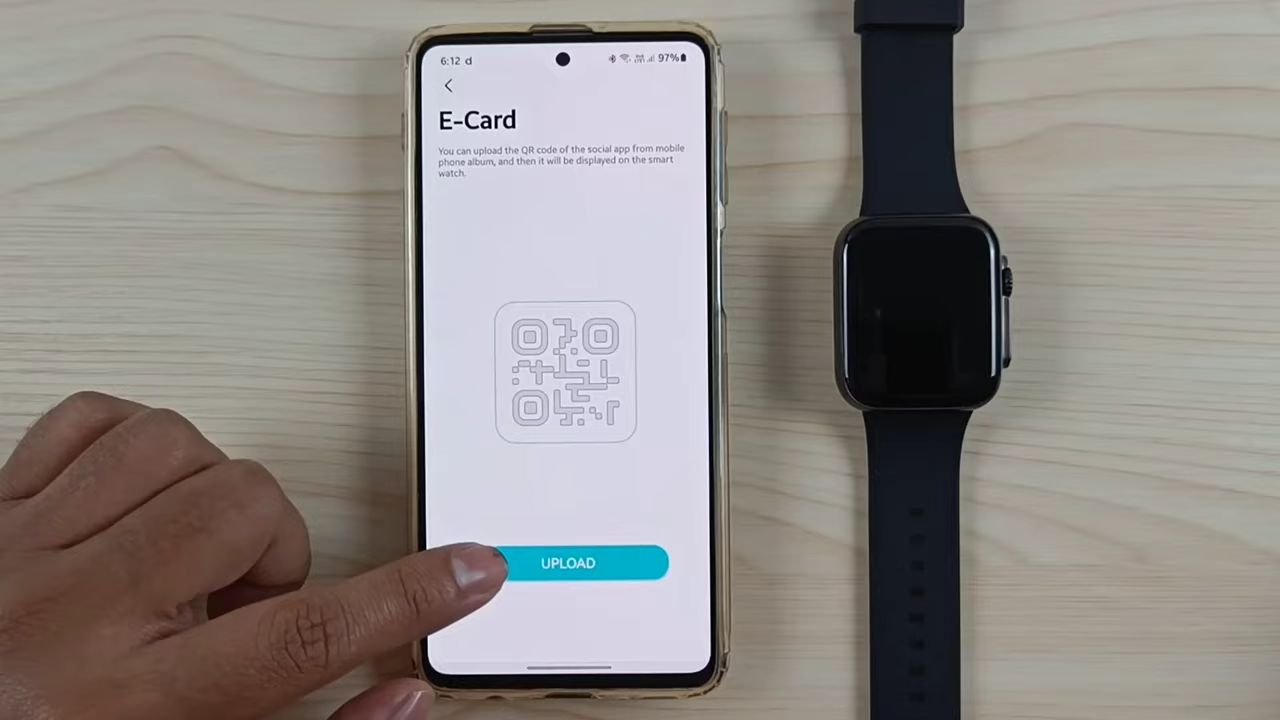 6:12 d
97%
E-Card
You can upload the QR code of the social app from mobile
phone album, and then it will be displayed on the smart
watch.
UPLOAD